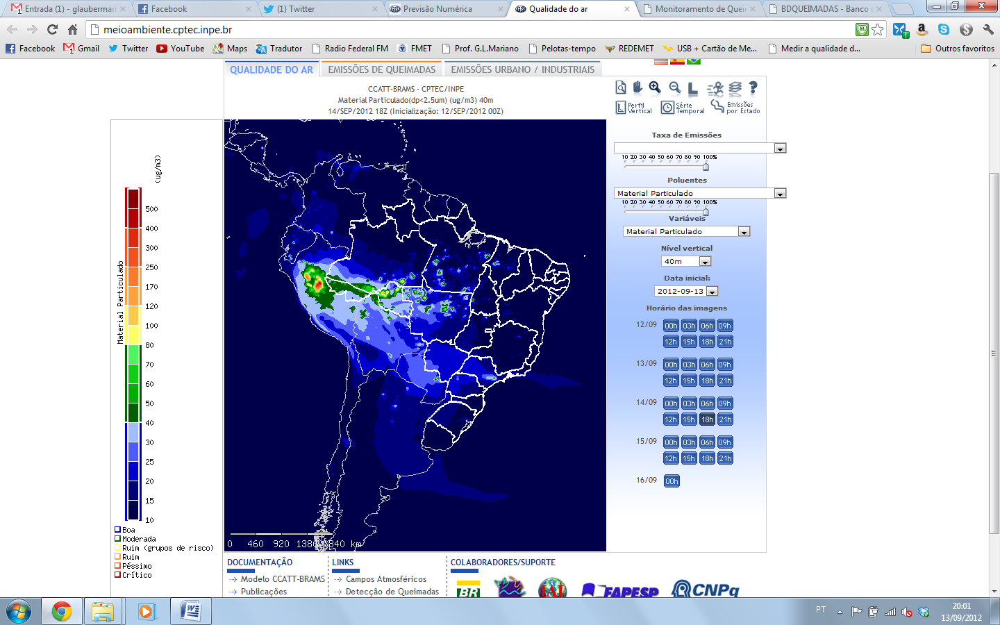 Entrada (1) - glaubermari
Facebook
(1) Twitter
Previsão Numérica
Qualidade do ar
Monitoramento de Quei
BDQUEIMADAS - Banco
meioambiente.cptec.inpe.br
Facebook
Gmail
Twitter
YouTube
Maps
Tradutor
Radio Federal FM
FMET
Prof. G.L.Mariano
Pelotas-tempo
REDEMET
USB + Cartão de Me...
Medir a qualidade d...
Outros favoritos
QUALIDADE DO AR
EMISSÕES DE QUEIMADAS
EMISSÕES URBANO / INDUSTRIAIS
CCATT-BRAMS - CPTEC/INPE
Material Particulado(dp<2.5um) (ug/m3) 40m
14/SEP/2012 18Z (Inicialização: 12/SEP/2012 00Z)
Perfil Vertical
Série Temporal
Emissões por Estado
Taxa de Emissões
10 20 30 40 50 60 70 80 90 100%
Poluentes
Material Particulado
10 20 30 40 50 60 70 80 90 100%
Variáveis
Material Particulado
Nível vertical
40m
Data inicial:
2012-09-13
Horário das imagens
12/09 00h 03h 06h 09h
12h 15h 18h 21h
13/09 00h 03h 06h 09h
12h 15h 18h 21h
14/09 00h 03h 06h 09h
12h 15h 18h 21h
15/09 00h 03h 06h 09h
12h 15h 18h 21h
16/09 00h
(ug/m3)
Material Particulado
500
400
300
250
170
120
100
80
70
60
50
40
30
25
20
15
10
Boa
Moderada
Ruim (grupos de risco)
Ruim
Péssimo
Crítico
0 460 920 1380 1840 km
DOCUMENTAÇÃO
Modelo CCATT-BRAMS
Publicações
LINKS
Campos Atmosféricos
Detecção de Queimadas
COLABORADORES/SUPORTE
BR
IAI
FAPESP
CNPq
PT
20:01
13/09/2012